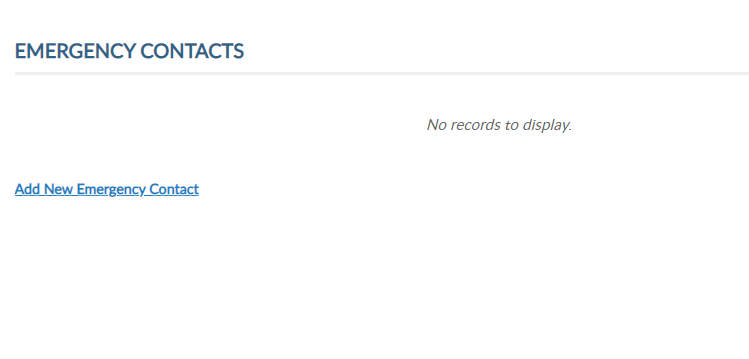 EMERGENCY CONTACTS
No records to display.
Add New Emergency Contact